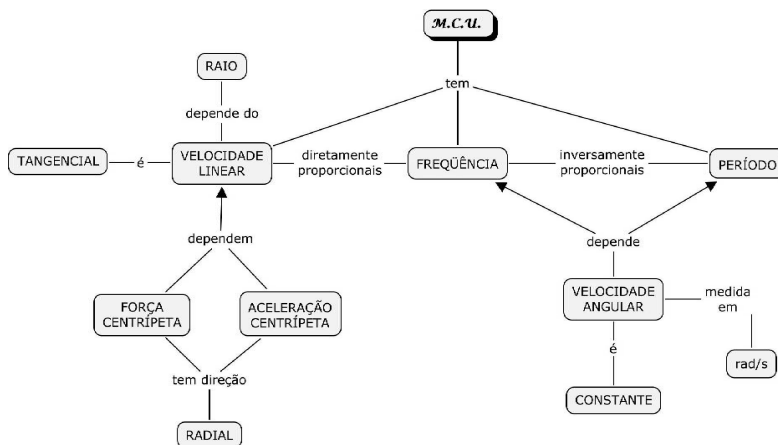 M.C.U.
RAIO
tem
depende do
TANGENCIAL
é
VELOCIDADE
LINEAR
diretamente
proporcionais
FREQÜÊNCIA
inversamente
proporcionais
PERÍODO
dependem
depende
FORÇA
CENTRÍPETA
ACELERAÇÃO
CENTRÍPETA
VELOCIDADE
ANGULAR
medida
em
é
rad/s
tem direção
CONSTANTE
RADIAL